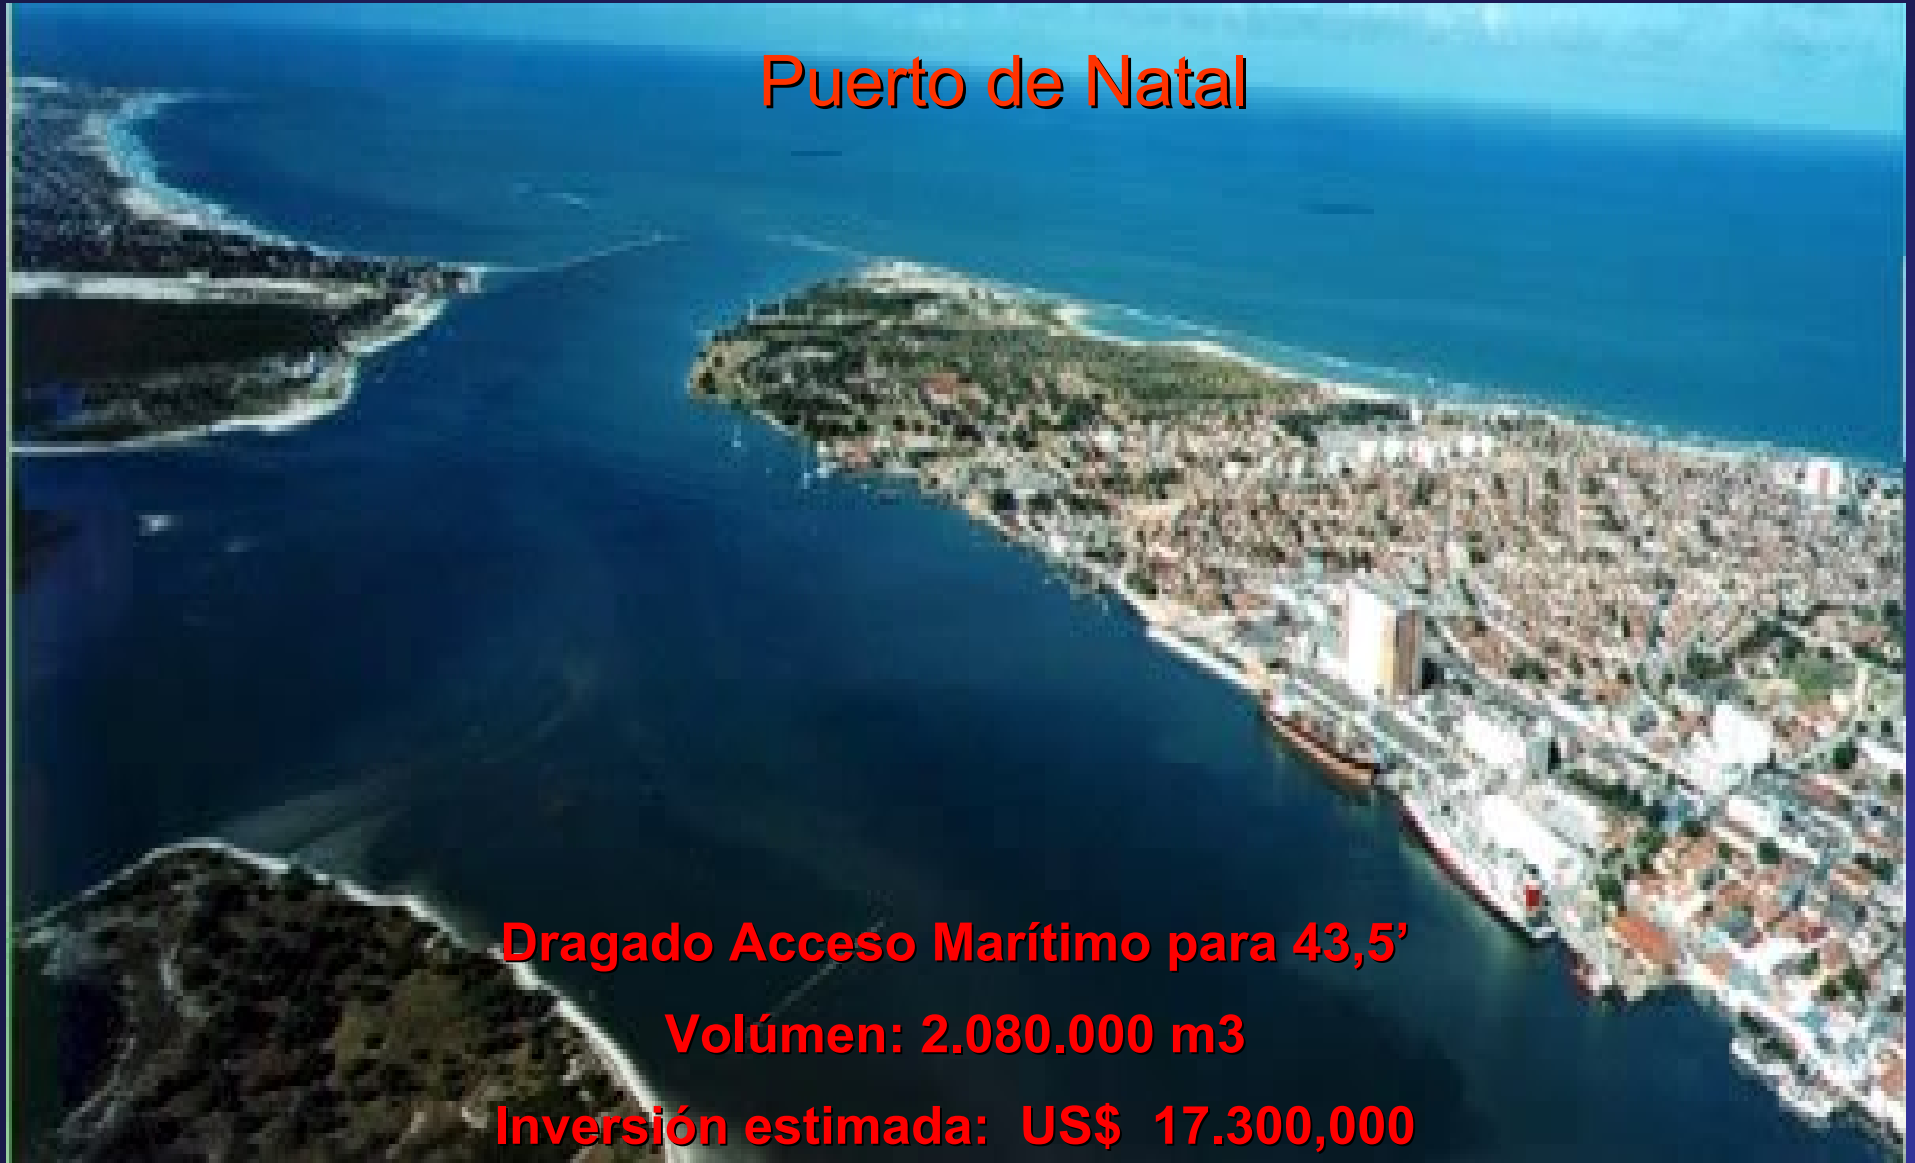 Puerto de Natal
Dragado Acceso Marítimo para 43,5’
Volúmen: 2.080.000 m3
Inversión estimada: US$ 17.300,000